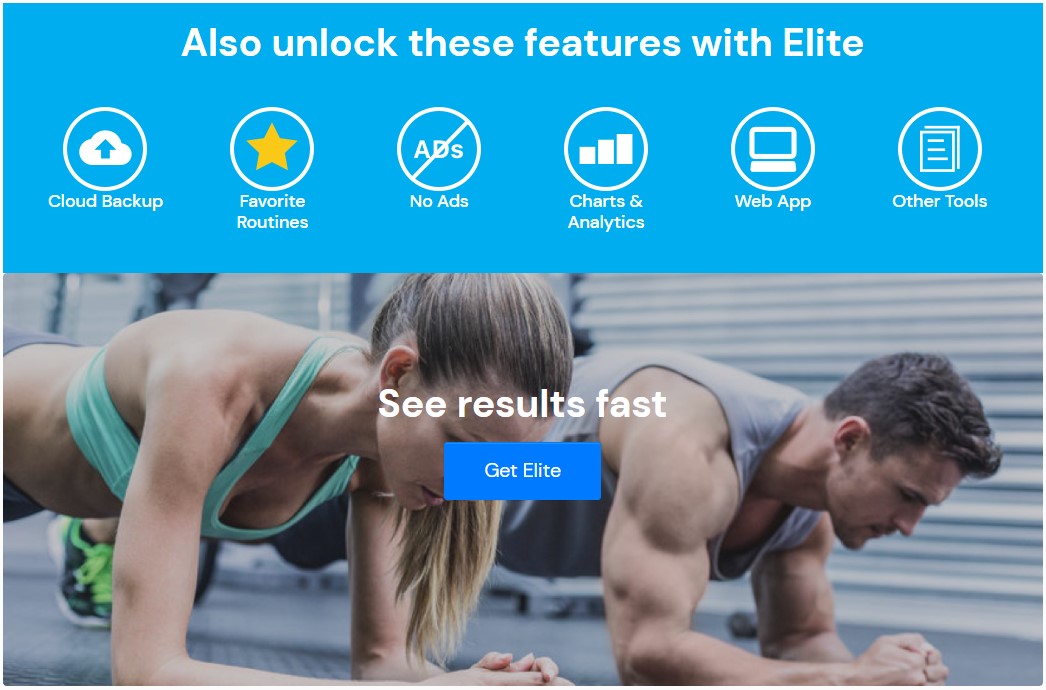 Also unlock these features with Elite
ADs
Cloud Backup
Favorite
Routines
No Ads
Charts &
Analytics
Web App
Other Tools
See results fast
Get Elite